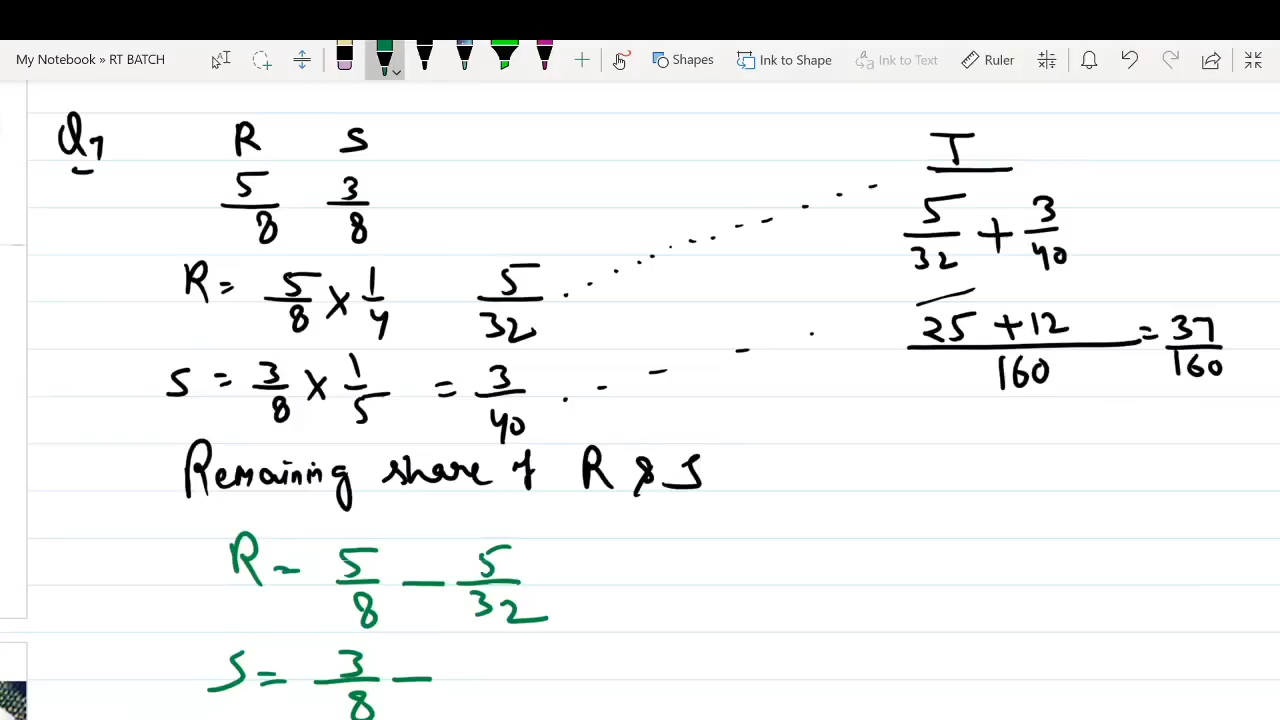 My Notebook » RT BATCH
Shapes
Ink to Shape
Ink to Text
Ruler
Q7 R S T
5/8 3/8 5/32 + 3/40
R = 5/8 × 1/4 5/32
25 + 12/160 = 37/160
S = 3/8 × 1/5 = 3/40
Remaining share of R & S
R = 5/8 – 5/32
S = 3/8 –